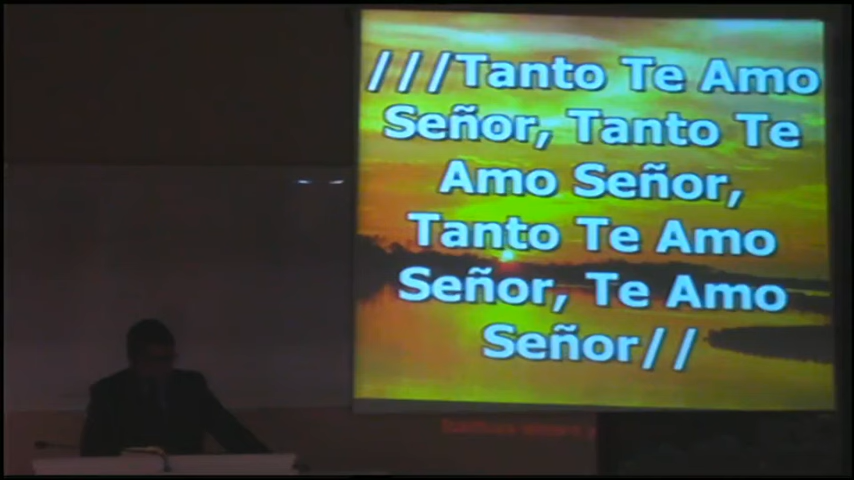 ///Tanto Te Amo
Señor, Tanto Te
Amo Señor,
Tanto Te Amo
Señor, Te Amo
Señor//